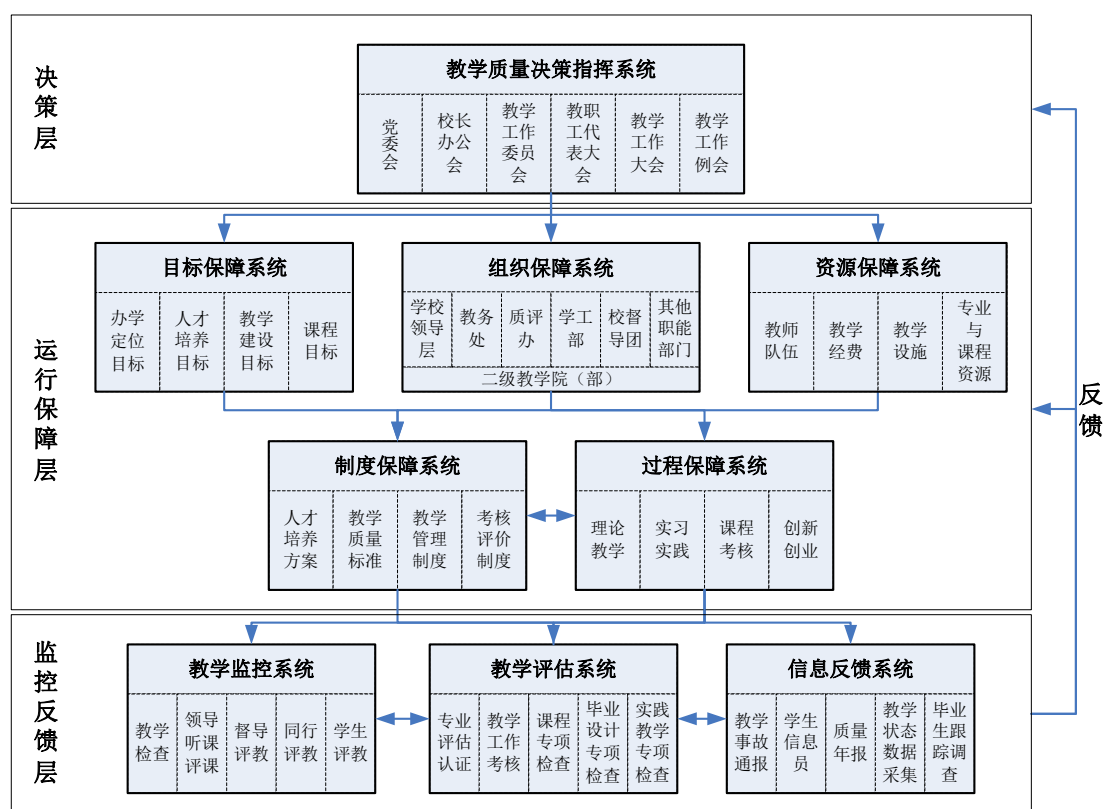 决
策
层
教学质量决策指挥系统
党
委
会
校长
办公
会
教学
工作
委员
会
教职
工代
表大
会
教学
工作
大会
教学
工作
例会
运
行
保
障
层
目标保障系统
办学
定位
目标
人才
培养
目标
教学
建设
目标
课程
目标
组织保障系统
学校
领导
层
教务
处
质评
办
学工
部
校督
导团
其他
职能
部门
二级教学院（部）
资源保障系统
教师
队伍
教学
经费
教学
设施
专业
与
课程
资源
制度保障系统
人才
培养
方案
教学
质量
标准
教学
管理
制度
考核
评价
制度
过程保障系统
理论
教学
实习
实践
课程
考核
创新
创业
反
馈
监
控
反
馈
层
教学监控系统
教学
检查
领导
听课
评课
督导
评教
同行
评教
学生
评教
教学评估系统
专业
评估
认证
教学
工作
考核
课程
专项
检查
毕业
设计
专项
检查
实践
教学
专项
检查
信息反馈系统
教学
事故
通报
学生
信息
员
质量
年报
教学
状态
数据
采集
毕业
生跟
踪调
查